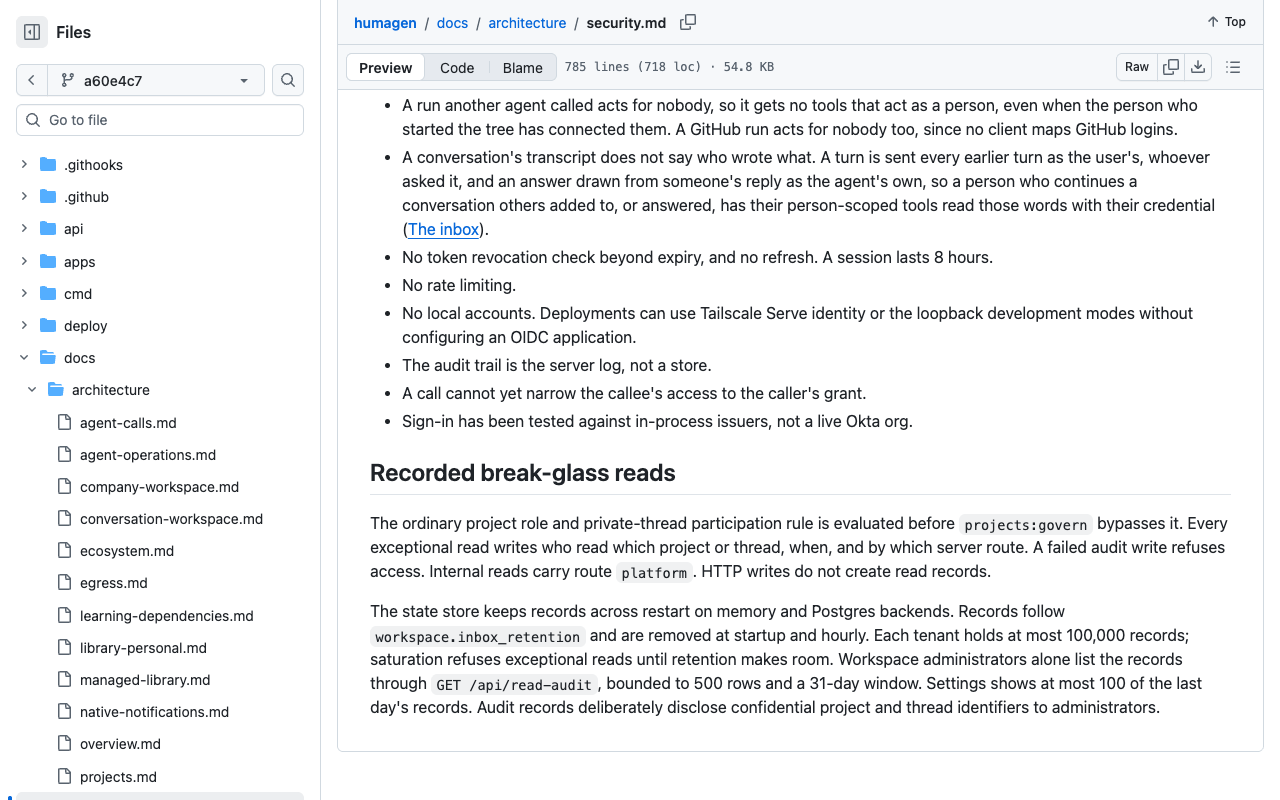 Files
humagen / docs / architecture / security.md
Top
a60e4c7
Preview Code Blame 785 lines (718 loc) · 54.8 KB
Raw
Go to file
.githooks
.github
api
apps
cmd
deploy
docs
architecture
agent-calls.md
agent-operations.md
company-workspace.md
conversation-workspace.md
ecosystem.md
egress.md
learning-dependencies.md
library-personal.md
managed-library.md
native-notifications.md
overview.md
projects.md
• A run another agent called acts for nobody, so it gets no tools that act as a person, even when the person who
started the tree has connected them. A GitHub run acts for nobody too, since no client maps GitHub logins.
• A conversation's transcript does not say who wrote what. A turn is sent every earlier turn as the user's, whoever
asked it, and an answer drawn from someone's reply as the agent's own, so a person who continues a
conversation others added to, or answered, has their person-scoped tools read those words with their credential
(The inbox).
• No token revocation check beyond expiry, and no refresh. A session lasts 8 hours.
• No rate limiting.
• No local accounts. Deployments can use Tailscale Serve identity or the loopback development modes without
configuring an OIDC application.
• The audit trail is the server log, not a store.
• A call cannot yet narrow the callee's access to the caller's grant.
• Sign-in has been tested against in-process issuers, not a live Okta org.
Recorded break-glass reads
The ordinary project role and private-thread participation rule is evaluated before projects:govern bypasses it. Every
exceptional read writes who read which project or thread, when, and by which server route. A failed audit write refuses
access. Internal reads carry route platform. HTTP writes do not create read records.
The state store keeps records across restart on memory and Postgres backends. Records follow
workspace.inbox_retention and are removed at startup and hourly. Each tenant holds at most 100,000 records;
saturation refuses exceptional reads until retention makes room. Workspace administrators alone list the records
through GET /api/read-audit, bounded to 500 rows and a 31-day window. Settings shows at most 100 of the last
day's records. Audit records deliberately disclose confidential project and thread identifiers to administrators.